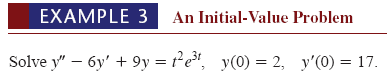 EXAMPLE 3 An Initial-Value Problem
Solve y″ − 6y′ + 9y = t²e³ᵗ, y(0) = 2, y′(0) = 17.